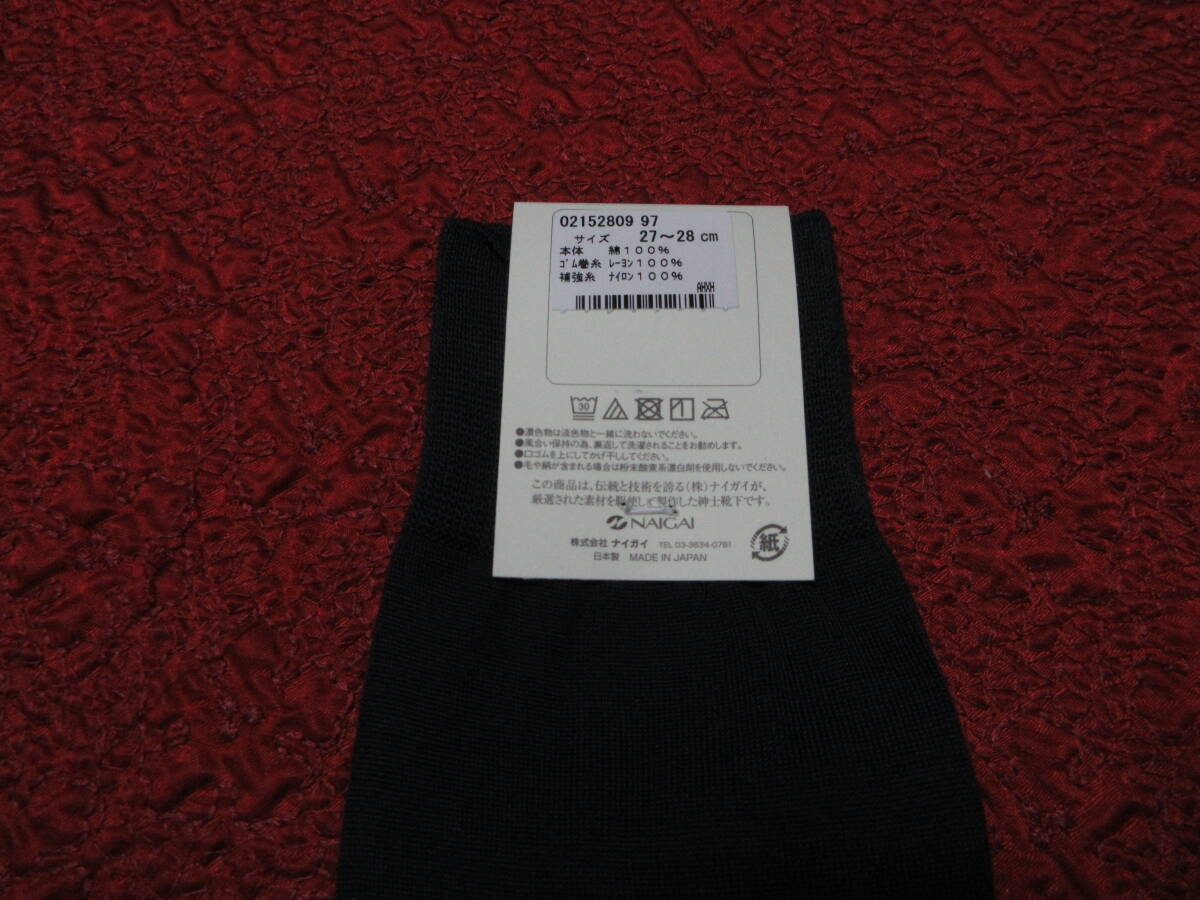 02152809 97
サイズ 27～28 cm
本体 綿１００％
ｺﾞﾑ巻糸 ﾚｰﾖﾝ１００％
補強糸 ﾅｲﾛﾝ１００％
AHXH
30
●濃色物は淡色物と一緒に洗わないでください。
●風合い保持の為、裏返して洗濯されることをお勧めします。
●口ゴムを上にしてかげ干ししてください。
●毛や絹が含まれる場合は粉末酸素系漂白剤を使用しないでください。
この商品は、伝統と技術を誇る(株)ナイガイが、
厳選された素材を駆使して製作した紳士靴下です。
NAIGAI
株式会社 ナイガイ TEL 03-3634-0781
日本製 MADE IN JAPAN
紙